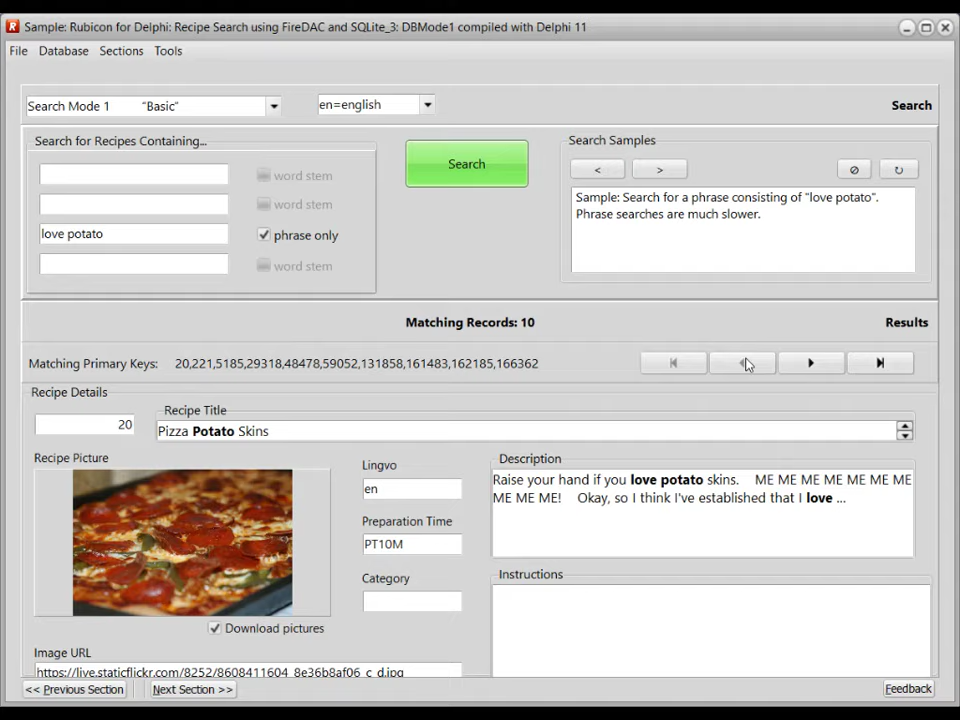 Sample: Rubicon for Delphi: Recipe Search using FireDAC and SQLite_3: DBMode1 compiled with Delphi 11
File Database Sections Tools
Search Mode 1 "Basic" en=english Search
Search for Recipes Containing...
word stem
word stem
love potato phrase only
word stem
Search
Search Samples
< >
Sample: Search for a phrase consisting of "love potato".
Phrase searches are much slower.
Matching Records: 10 Results
Matching Primary Keys: 20,221,5185,29318,48478,59052,131858,161483,162185,166362
Recipe Details
20
Recipe Title
Pizza Potato Skins
Recipe Picture
Download pictures
Lingvo
en
Preparation Time
PT10M
Category
Description
Raise your hand if you love potato skins. ME ME ME ME ME ME ME
ME ME ME! Okay, so I think I've established that I love ...
Instructions
Image URL
https://live.staticflickr.com/8252/8608411604_8e36b8af06_c_d.jpg
<< Previous Section Next Section >> Feedback